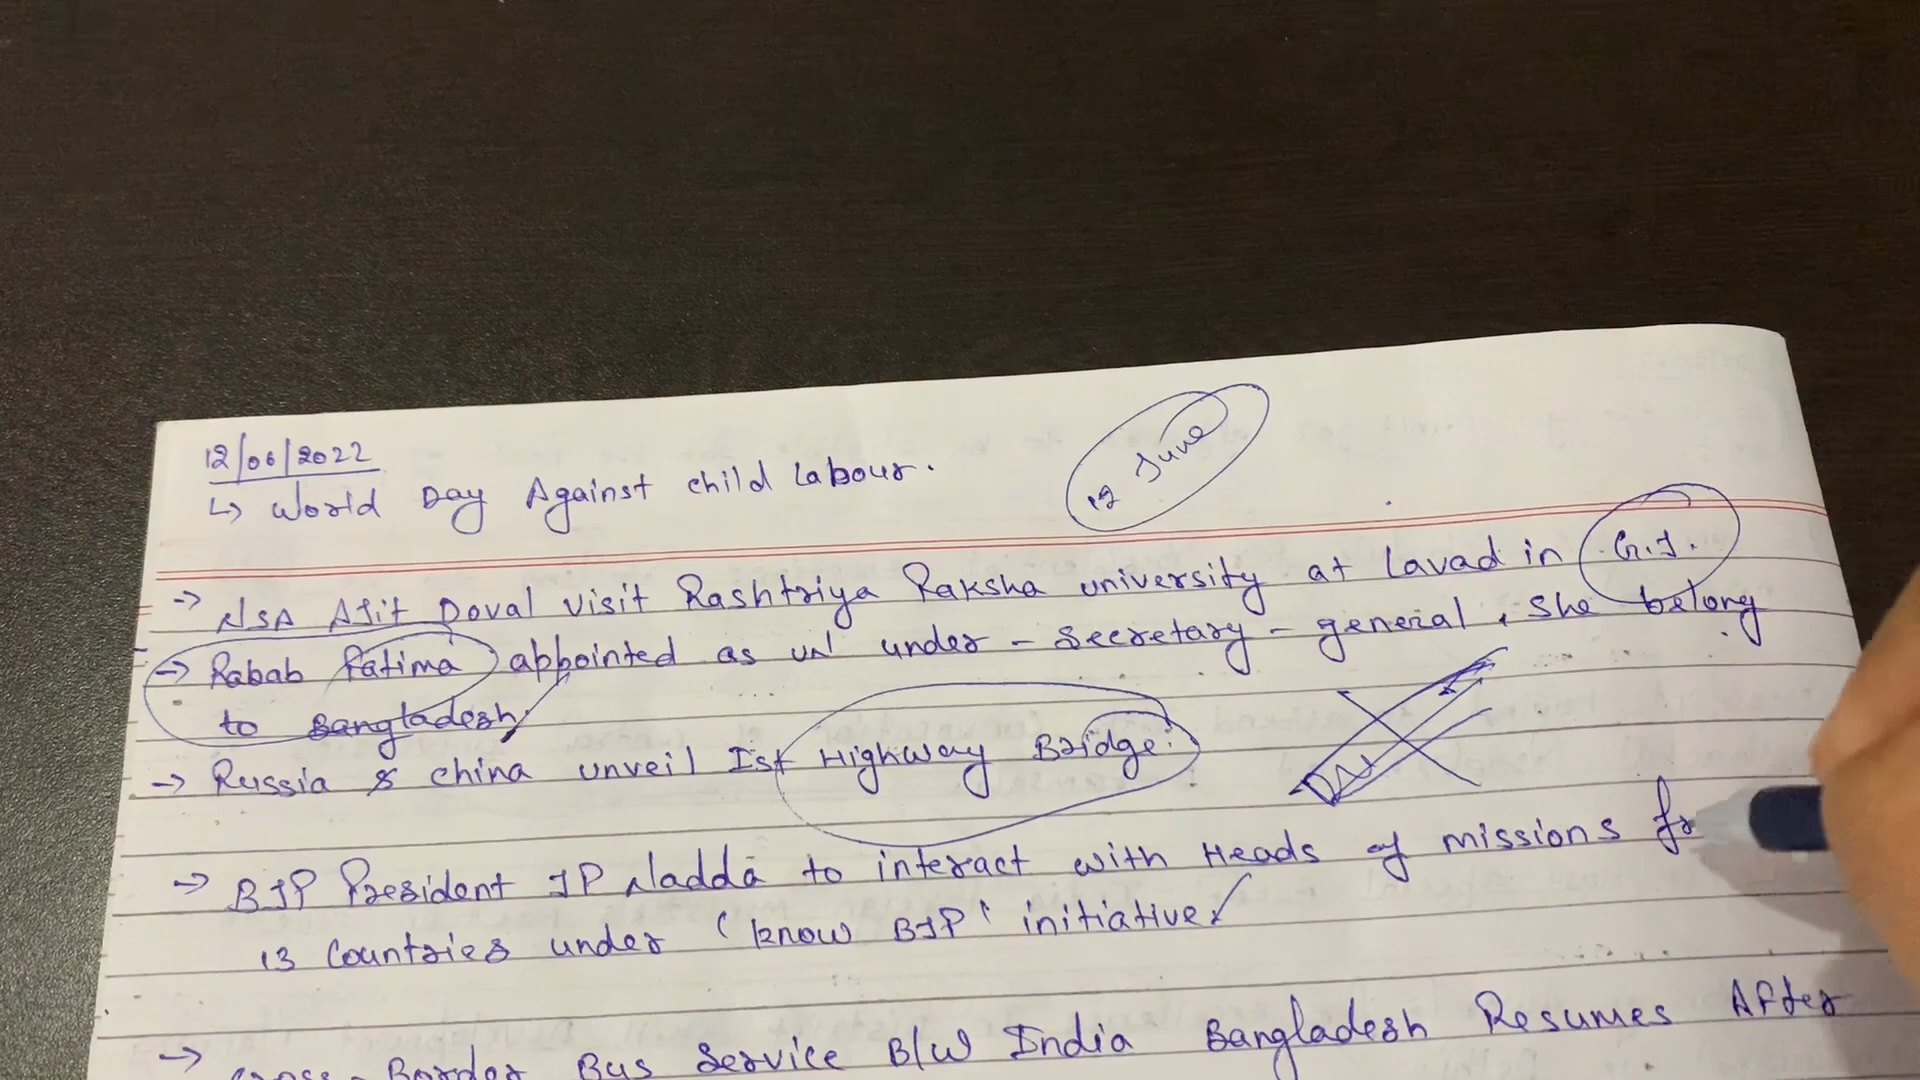 12/06/2022
↳ World Day Against child Labour.
12 June
→ NSA AJit Doval visit Rashtriya Raksha university at Lavad in G.J.
→ Rabab Fatima appointed as UN under - Secretary - general, She belong
to Bangladesh
→ Russia & china unveil Ist Highway Bridge.
→ BJP President JP Nadda to interact with Heads of missions
13 Countries under 'know BJP' initiative
→ Border Bus Service B/W India Bangladesh Resumes After